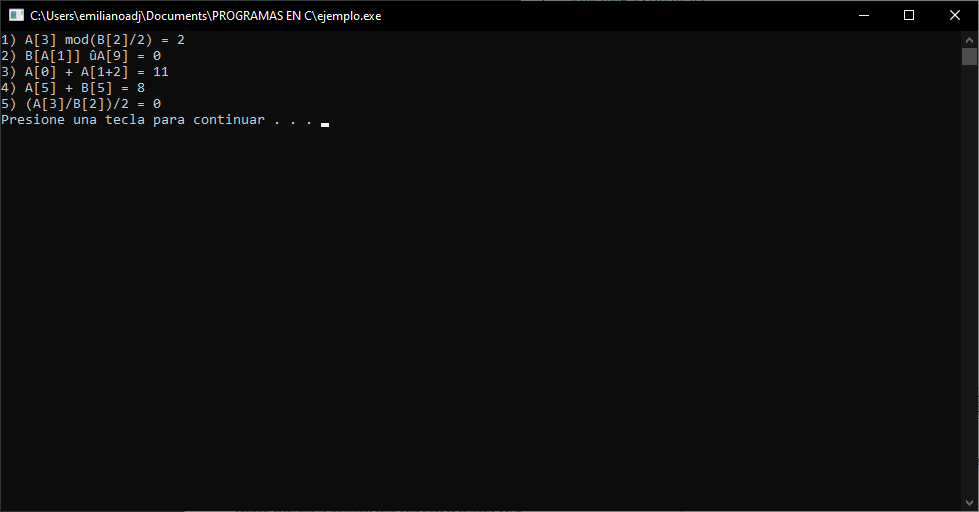 C:\Users\emilianoadj\Documents\PROGRAMAS EN C\ejemplo.exe
1) A[3] mod(B[2]/2) = 2
2) B[A[1]] ûA[9] = 0
3) A[0] + A[1+2] = 11
4) A[5] + B[5] = 8
5) (A[3]/B[2])/2 = 0
Presione una tecla para continuar . . .